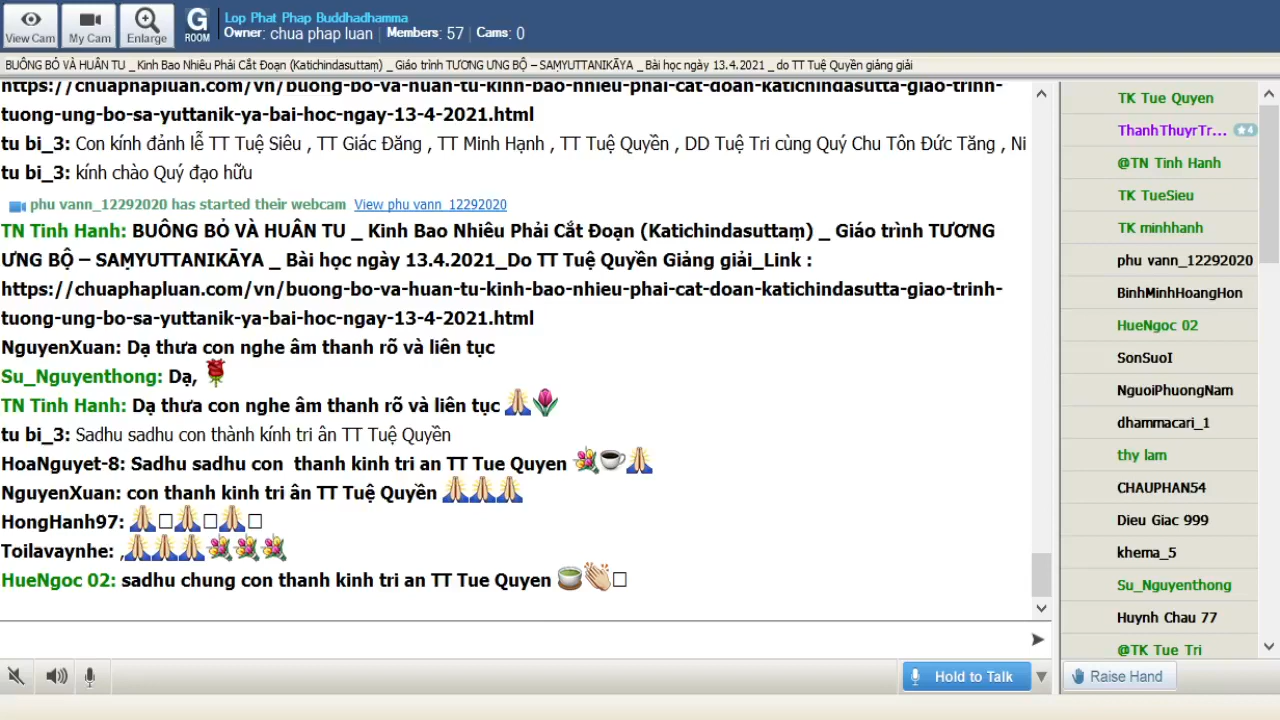 View Cam
My Cam
Enlarge
G
ROOM
Lop Phat Phap Buddhadhamma
Owner: chua phap luan | Members: 57 | Cams: 0
BUÔNG BỎ VÀ HUÂN TU _ Kinh Bao Nhiêu Phải Cắt Đoạn (Katichindasuttaṃ) _ Giáo trình TƯƠNG ƯNG BỘ – SAṂYUTTANIKĀYA _ Bài học ngày 13.4.2021 _ do TT Tuệ Quyền giảng giải
https://chuaphapluan.com/vn/buong-bo-va-huan-tu-kinh-bao-nhieu-phai-cat-doan-katichindasutta-giao-trinh-
tuong-ung-bo-sa-yuttanik-ya-bai-hoc-ngay-13-4-2021.html
tu bi_3: Con kính đảnh lễ TT Tuệ Siêu , TT Giác Đăng , TT Minh Hạnh , TT Tuệ Quyền , DD Tuệ Tri cùng Quý Chu Tôn Đức Tăng , Ni
tu bi_3: kính chào Quý đạo hữu
phu vann_12292020 has started their webcam View phu vann_12292020
TN Tinh Hanh: BUÔNG BỎ VÀ HUÂN TU _ Kinh Bao Nhiêu Phải Cắt Đoạn (Katichindasuttaṃ) _ Giáo trình TƯƠNG
ƯNG BỘ – SAṂYUTTANIKĀYA _ Bài học ngày 13.4.2021_Do TT Tuệ Quyền Giảng giải_Link :
https://chuaphapluan.com/vn/buong-bo-va-huan-tu-kinh-bao-nhieu-phai-cat-doan-katichindasutta-giao-trinh-
tuong-ung-bo-sa-yuttanik-ya-bai-hoc-ngay-13-4-2021.html
NguyenXuan: Dạ thưa con nghe âm thanh rõ và liên tục
Su_Nguyenthong: Dạ, 🌹
TN Tinh Hanh: Dạ thưa con nghe âm thanh rõ và liên tục 🙏🌷
tu bi_3: Sadhu sadhu con thành kính tri ân TT Tuệ Quyền
HoaNguyet-8: Sadhu sadhu con thanh kinh tri an TT Tue Quyen 💐☕🙏
NguyenXuan: con thanh kinh tri ân TT Tuệ Quyền 🙏🙏🙏
HongHanh97: 🙏□🙏□🙏□
Toilavaynhe: ,🙏🙏🙏💐💐💐
HueNgoc 02: sadhu chung con thanh kinh tri an TT Tue Quyen 🍵👏□
Hold to Talk
TK Tue Quyen
ThanhThuyrTr... ★4
@TN Tinh Hanh
TK TueSieu
TK minhhanh
phu vann_12292020
BinhMinhHoangHon
HueNgoc 02
SonSuoI
NguoiPhuongNam
dhammacari_1
thy lam
CHAUPHAN54
Dieu Giac 999
khema_5
Su_Nguyenthong
Huynh Chau 77
@TK Tue Tri
Raise Hand